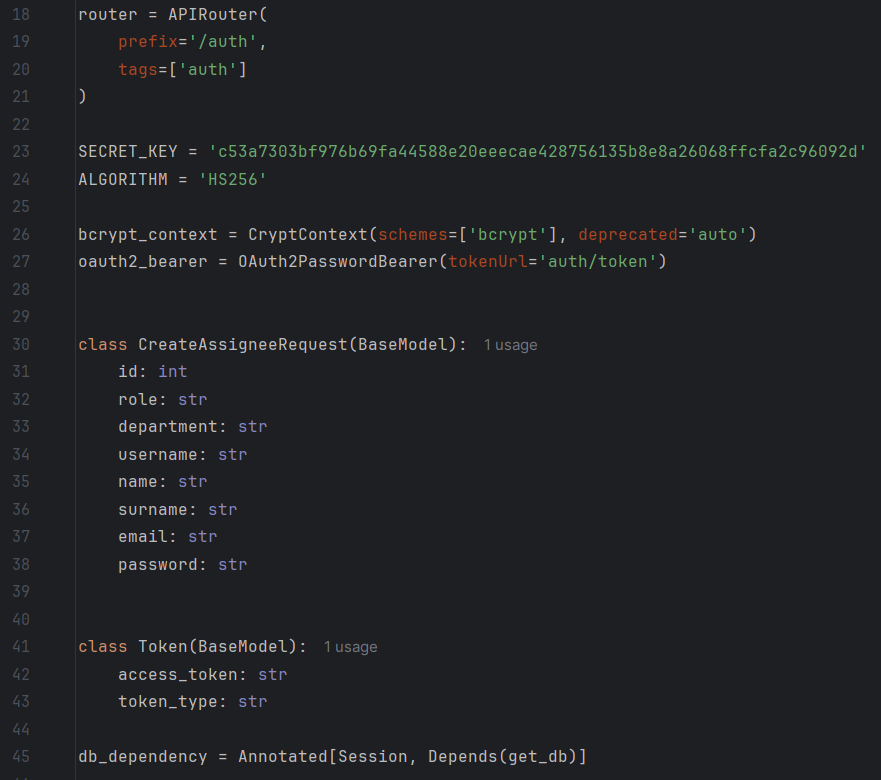 18 router = APIRouter(
19     prefix='/auth',
20     tags=['auth']
21 )
22
23 SECRET_KEY = 'c53a7303bf976b69fa44588e20eeecae428756135b8e8a26068ffcfa2c96092d'
24 ALGORITHM = 'HS256'
25
26 bcrypt_context = CryptContext(schemes=['bcrypt'], deprecated='auto')
27 oauth2_bearer = OAuth2PasswordBearer(tokenUrl='auth/token')
28
29
30 class CreateAssigneeRequest(BaseModel): 1 usage
31     id: int
32     role: str
33     department: str
34     username: str
35     name: str
36     surname: str
37     email: str
38     password: str
39
40
41 class Token(BaseModel): 1 usage
42     access_token: str
43     token_type: str
44
45 db_dependency = Annotated[Session, Depends(get_db)]